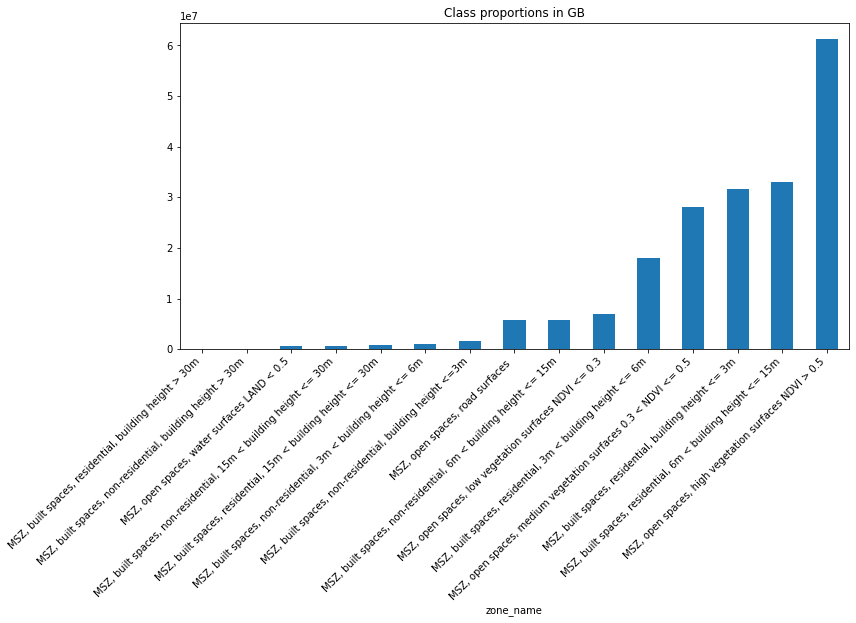 Class proportions in GB
1e7
6
5
4
3
2
1
0
MSZ, built spaces, residential, building height > 30m
MSZ, built spaces, non-residential, building height > 30m
MSZ, open spaces, water surfaces LAND < 0.5
MSZ, built spaces, non-residential, 15m < building height <= 30m
MSZ, built spaces, residential, 15m < building height <= 30m
MSZ, built spaces, non-residential, 3m < building height <= 6m
MSZ, built spaces, non-residential, building height <=3m
MSZ, open spaces, road surfaces
MSZ, built spaces, non-residential, 6m < building height <= 15m
MSZ, open spaces, low vegetation surfaces NDVI <= 0.3
MSZ, built spaces, residential, 3m < building height <= 6m
MSZ, open spaces, medium vegetation surfaces 0.3 < NDVI <= 0.5
MSZ, built spaces, residential, building height <= 3m
MSZ, built spaces, residential, 6m < building height <= 15m
MSZ, open spaces, high vegetation surfaces NDVI > 0.5
zone_name